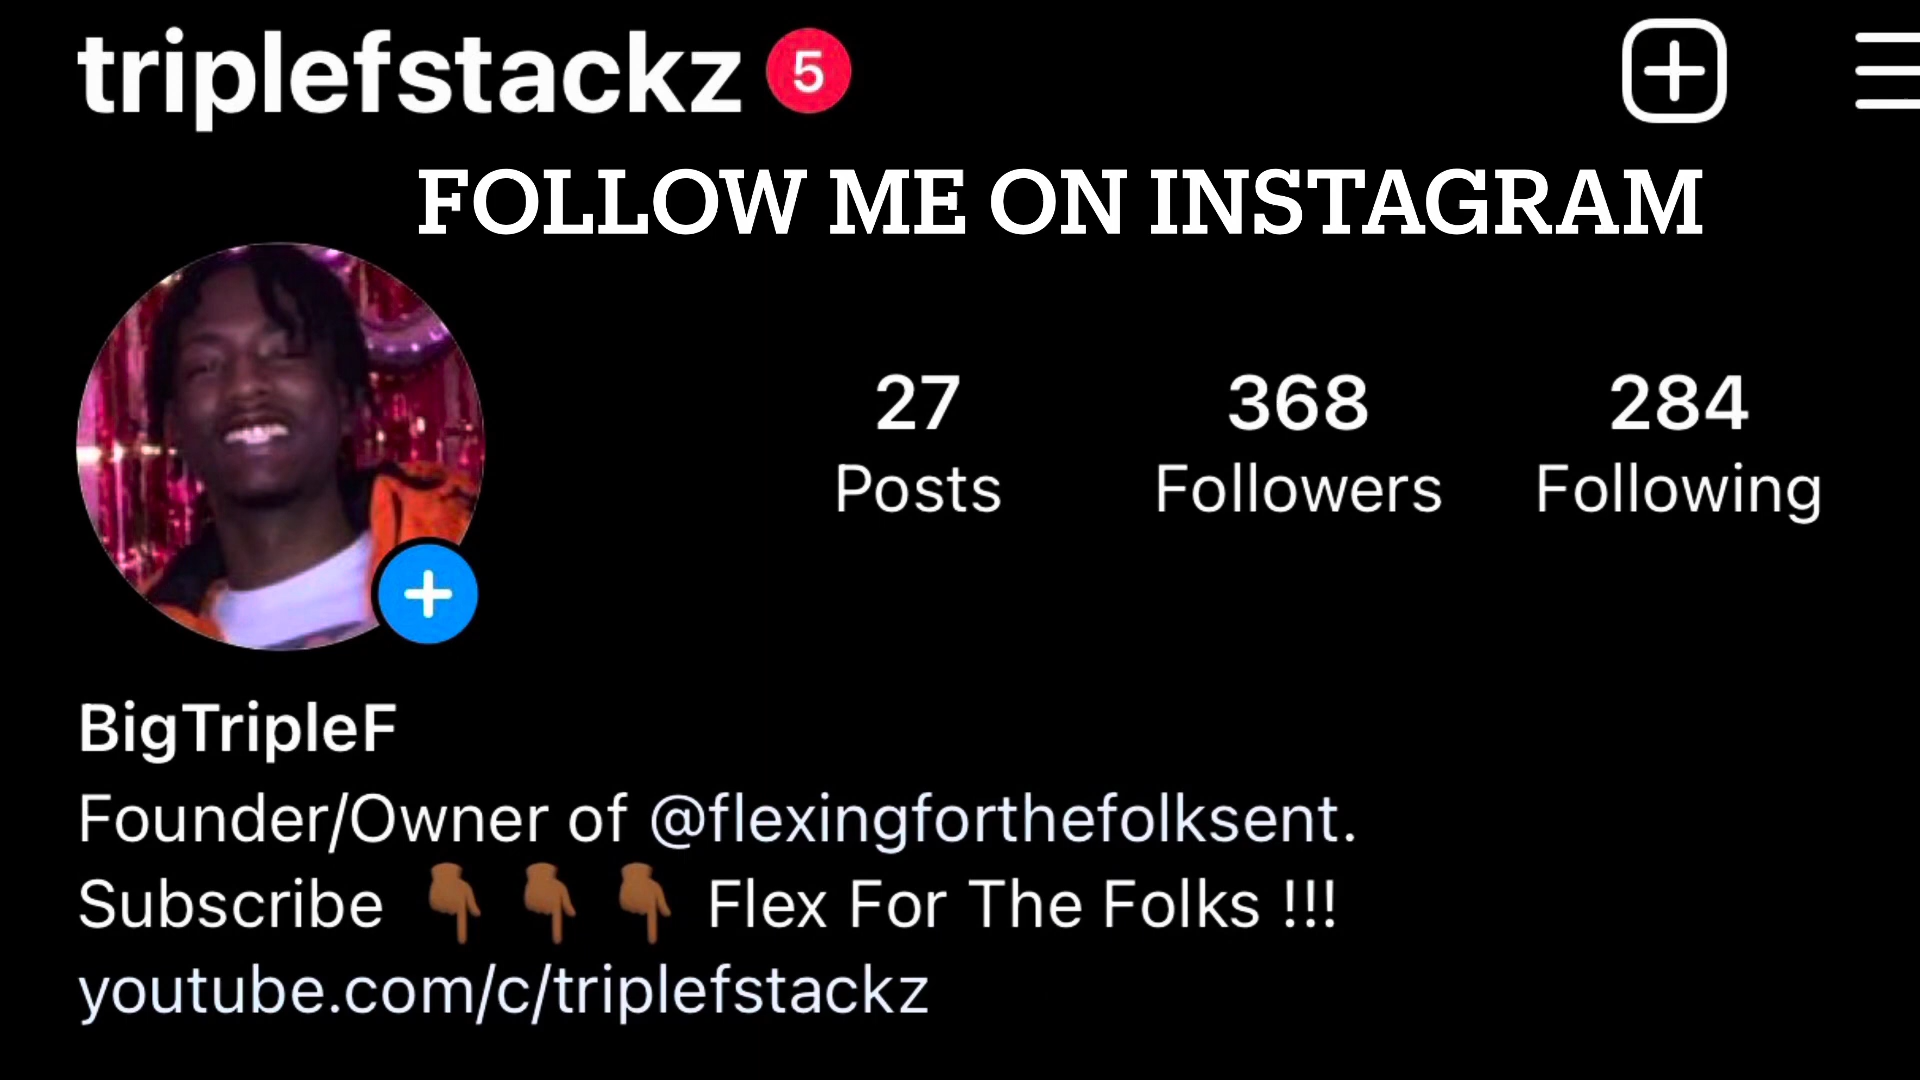 triplefstackz 5
FOLLOW ME ON INSTAGRAM
27 368 284
Posts Followers Following
BigTripleF
Founder/Owner of @flexingforthefolksent.
Subscribe 👇🏾 👇🏾 👇🏾 Flex For The Folks !!!
youtube.com/c/triplefstackz